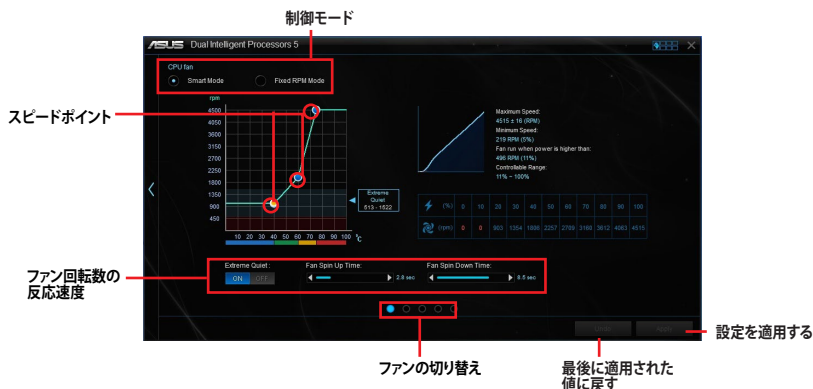 制御モード
ASUS Dual Intelligent Processors 5
CPU fan
Smart Mode
Fixed RPM Mode
スピードポイント
rpm
4500
4050
3600
3150
2700
2250
1800
1350
900
450
10 20 30 40 50 60 70 80 90 100 °C
Extreme
Quiet
513 - 1522
Maximum Speed:
4515 ± 16 (RPM)
Minimum Speed:
219 RPM (5%)
Fan run when power is higher than:
496 RPM (11%)
Controllable Range:
11% ~ 100%
(%) 0 10 20 30 40 50 60 70 80 90 100
(rpm) 0 0 903 1354 1806 2257 2709 3160 3612 4063 4515
ファン回転数の
反応速度
Extreme Quiet :
ON OFF
Fan Spin Up Time:
2.8 sec
Fan Spin Down Time:
8.5 sec
Undo
Apply
設定を適用する
ファンの切り替え
最後に適用された
値に戻す